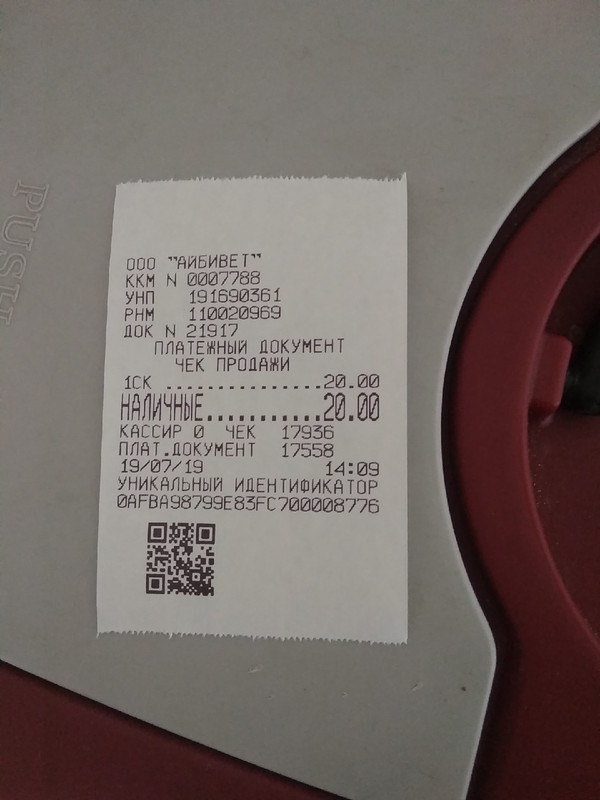 ООО "АЙБИВЕТ"
ККМ N 0007788
УНП 191690361
РНМ 110020969
ДОК N 21917
ПЛАТЕЖНЫЙ ДОКУМЕНТ
ЧЕК ПРОДАЖИ
1СК ................20.00
НАЛИЧНЫЕ...........20.00
КАССИР 0 ЧЕК 17936
ПЛАТ.ДОКУМЕНТ 17558
19/07/19 14:09
УНИКАЛЬНЫЙ ИДЕНТИФИКАТОР
0AFBA98799E83FC700008776
PUSH